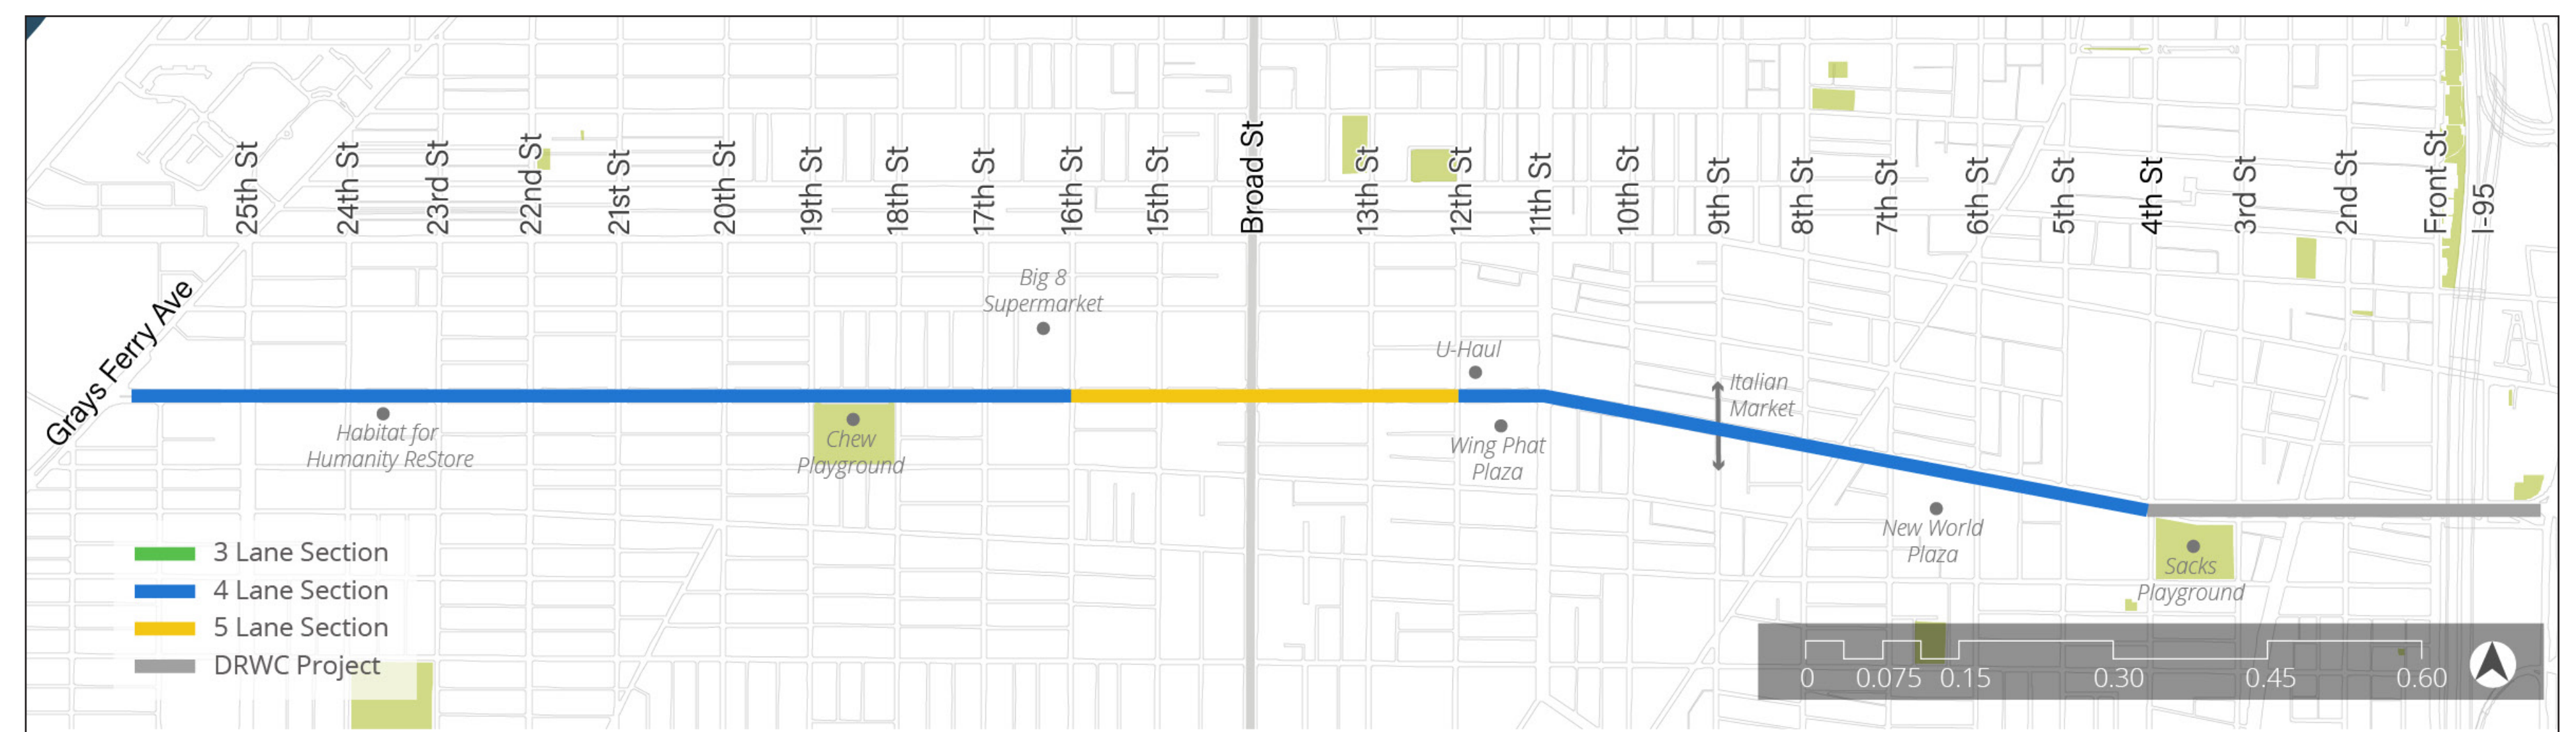 25th St
24th St
23rd St
22nd St
21st St
20th St
19th St
18th St
17th St
16th St
15th St
Broad St
13th St
12th St
11th St
10th St
9th St
8th St
7th St
6th St
5th St
4th St
3rd St
2nd St
Front St
I-95
Grays Ferry Ave
Big 8
Supermarket
U-Haul
Italian
Market
Habitat for
Humanity ReStore
Chew
Playground
Wing Phat
Plaza
New World
Plaza
Sacks
Playground
3 Lane Section
4 Lane Section
5 Lane Section
DRWC Project
0 0.075 0.15 0.30 0.45 0.60